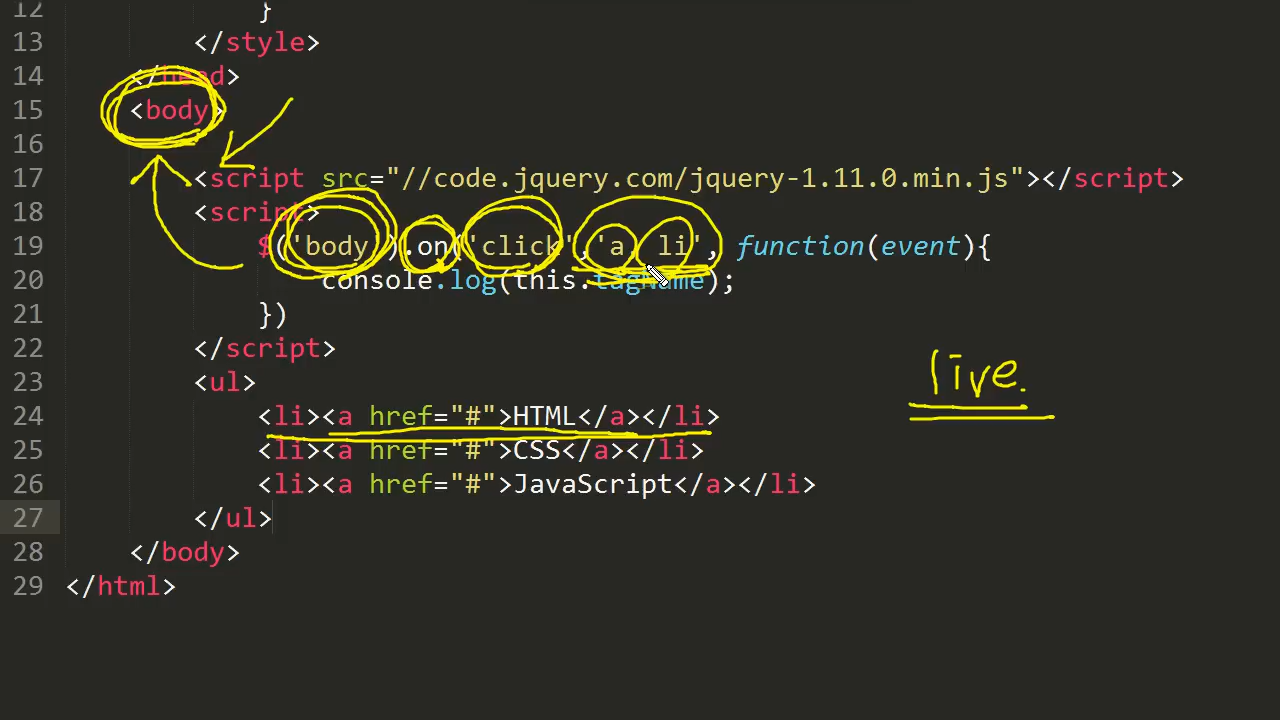 12 }
13 </style>
14 </head>
15 <body>
16
17 <script src="//code.jquery.com/jquery-1.11.0.min.js"></script>
18 <script>
19 $('body').on('click','a, li', function(event){
20 console.log(this.tagName);
21 })
22 </script>
23 <ul>
live.
24 <li><a href="#">HTML</a></li>
25 <li><a href="#">CSS</a></li>
26 <li><a href="#">JavaScript</a></li>
27 </ul>
28 </body>
29 </html>